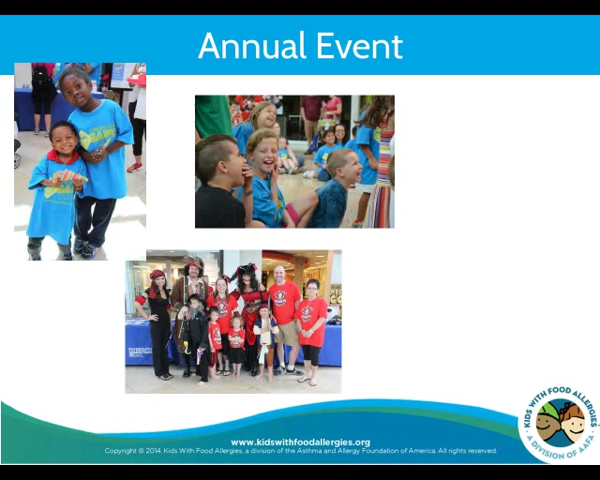 Annual Event
www.kidswithfoodallergies.org
Copyright © 2014, Kids With Food Allergies, a division of the Asthma and Allergy Foundation of America. All rights reserved.
KIDS WITH FOOD ALLERGIES
A DIVISION OF AAFA